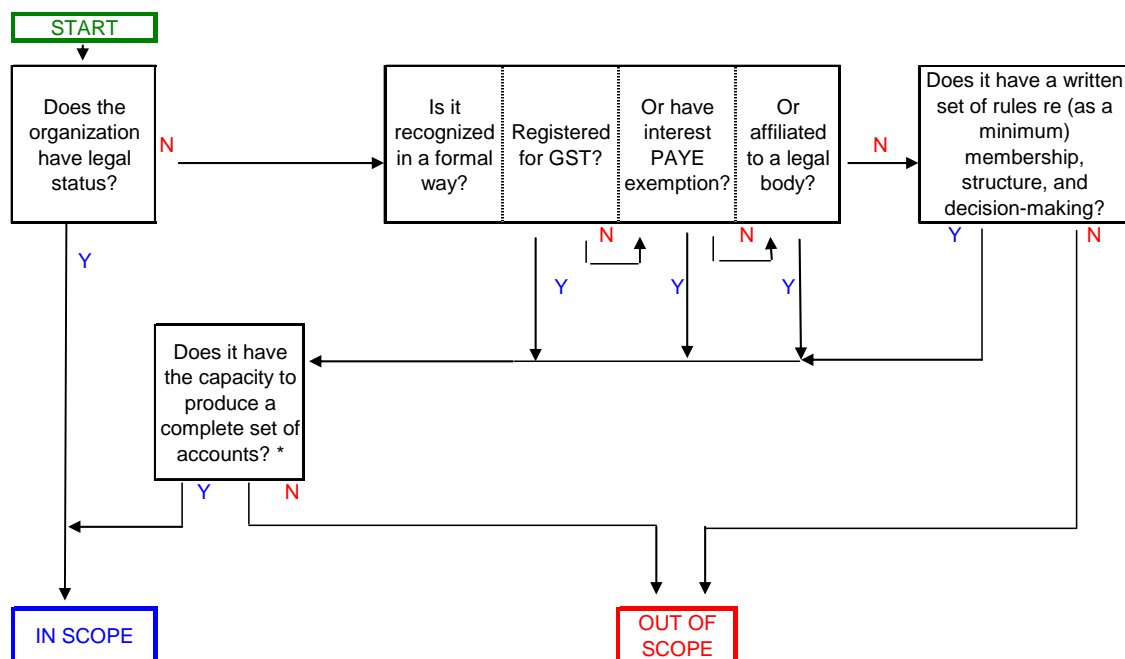 START
Does the
organization
have legal
status?
N
Is it
recognized
in a formal
way?
Registered
for GST?
Or have
interest
PAYE
exemption?
Or
affiliated
to a legal
body?
N
Does it have a written
set of rules re (as a
minimum)
membership,
structure, and
decision-making?
N
N
Y
N
Y
Y
Y
Y
Does it have
the capacity to
produce a
complete set of
accounts? *
Y
N
IN SCOPE
OUT OF
SCOPE